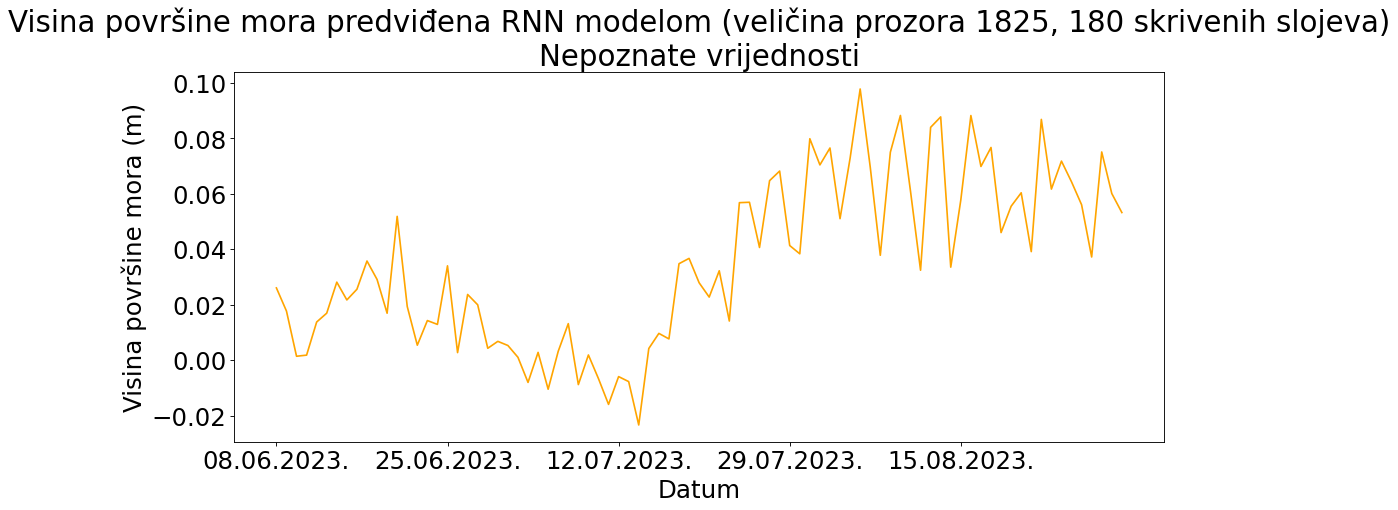 Visina površine mora predviđena RNN modelom (veličina prozora 1825, 180 skrivenih slojeva)
Nepoznate vrijednosti
Visina površine mora (m)
0.10
0.08
0.06
0.04
0.02
0.00
−0.02
08.06.2023. 25.06.2023. 12.07.2023. 29.07.2023. 15.08.2023.
Datum